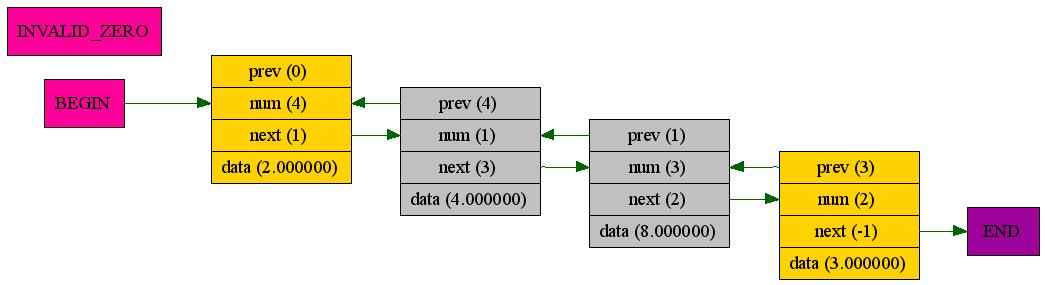 INVALID_ZERO
BEGIN
prev (0)
num (4)
next (1)
data (2.000000)
prev (4)
num (1)
next (3)
data (4.000000)
prev (1)
num (3)
next (2)
data (8.000000)
prev (3)
num (2)
next (-1)
data (3.000000)
END